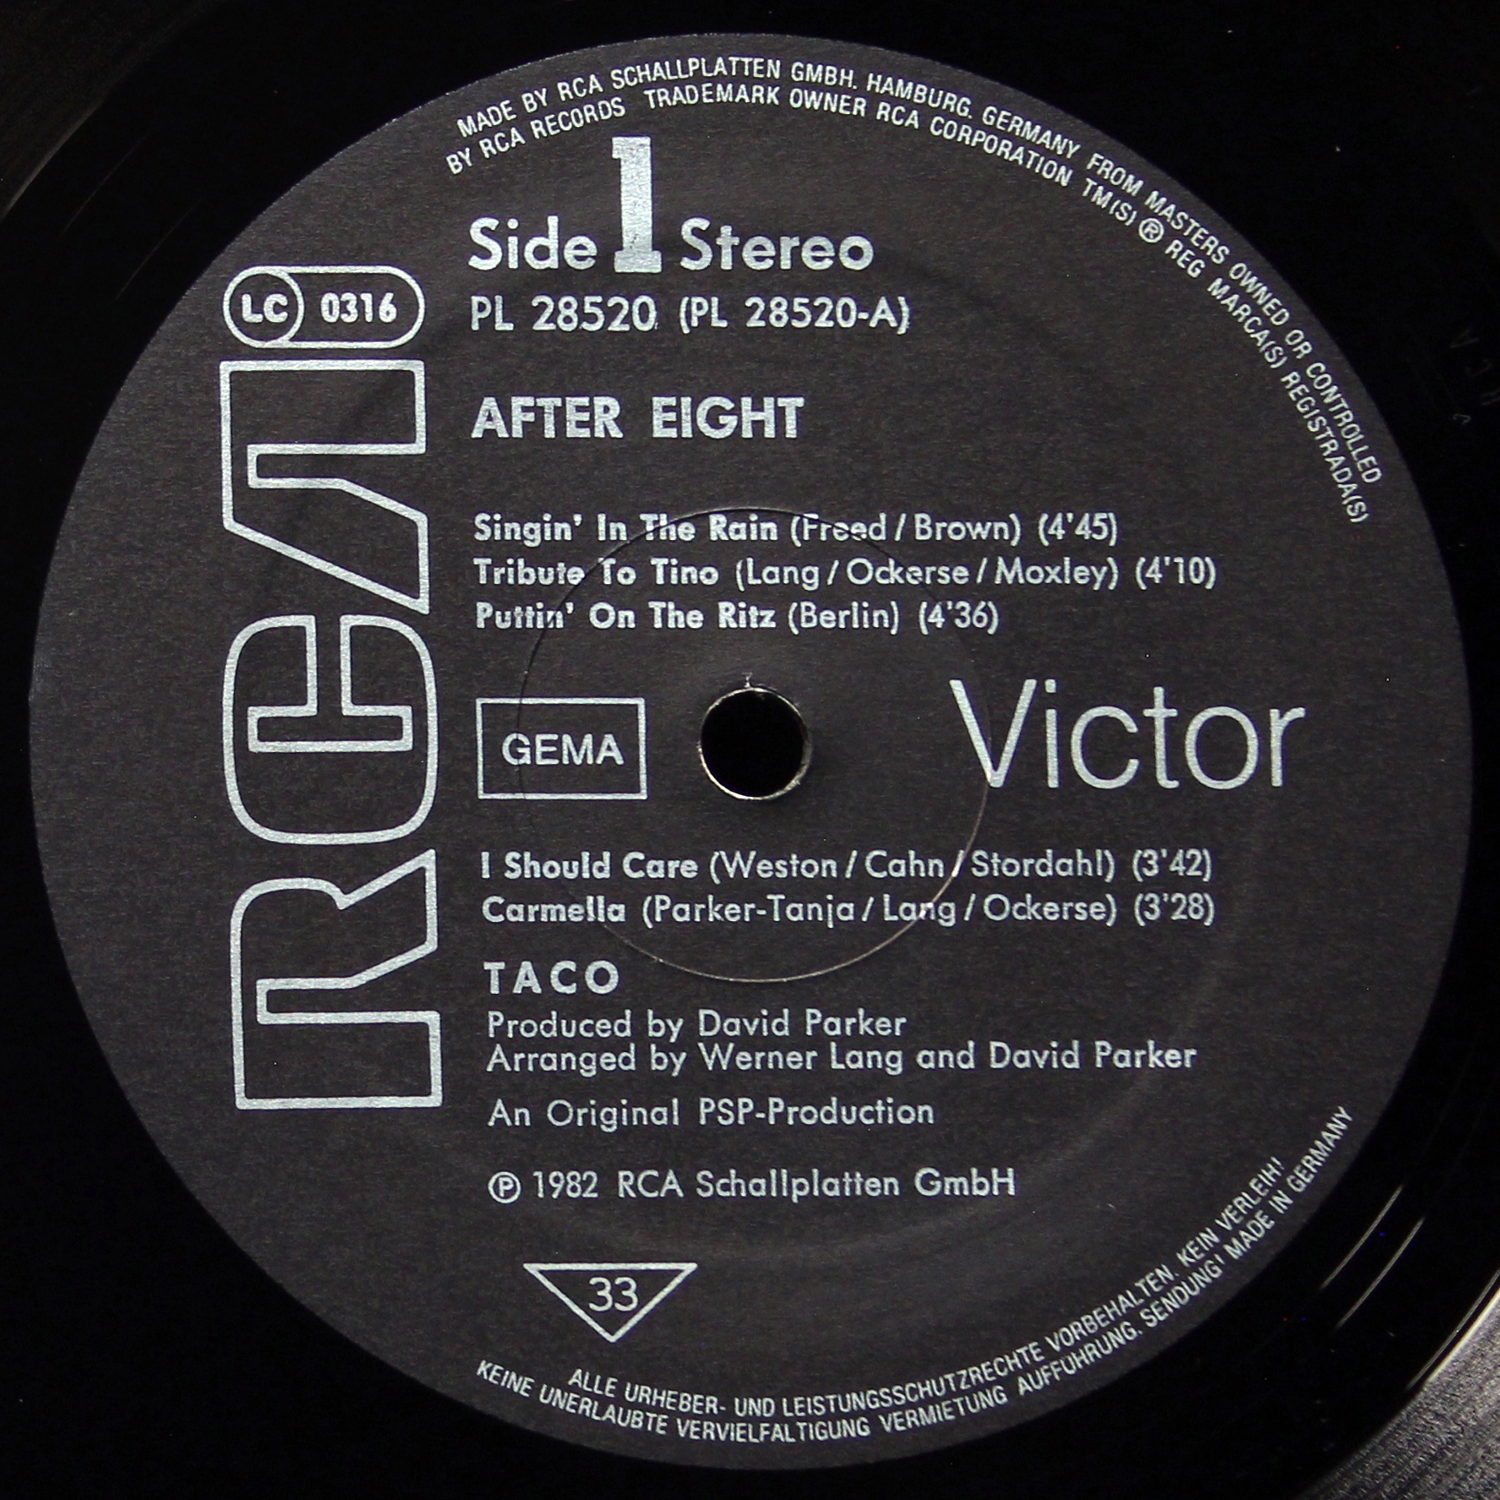 MADE BY RCA SCHALLPLATTEN GMBH. HAMBURG. GERMANY FROM MASTERS OWNED OR CONTROLLED
BY RCA RECORDS TRADEMARK OWNER RCA CORPORATION TM(S) ® REG MARCA(S) REGISTRADA(S)
Side 1 Stereo
PL 28520 (PL 28520-A)
LC 0316
RCA
AFTER EIGHT
Singin' In The Rain (Freed / Brown) (4'45)
Tribute To Tino (Lang / Ockerse / Moxley) (4'10)
Puttin' On The Ritz (Berlin) (4'36)
GEMA
Victor
I Should Care (Weston / Cahn / Stordahl) (3'42)
Carmella (Parker-Tanja / Lang / Ockerse) (3'28)
TACO
Produced by David Parker
Arranged by Werner Lang and David Parker
An Original PSP-Production
℗ 1982 RCA Schallplatten GmbH
33
ALLE URHEBER- UND LEISTUNGSSCHUTZRECHTE VORBEHALTEN. KEIN VERLEIH!
KEINE UNERLAUBTE VERVIELFALTIGUNG VERMIETUNG AUFFUHRUNG. SENDUNG! MADE IN GERMANY